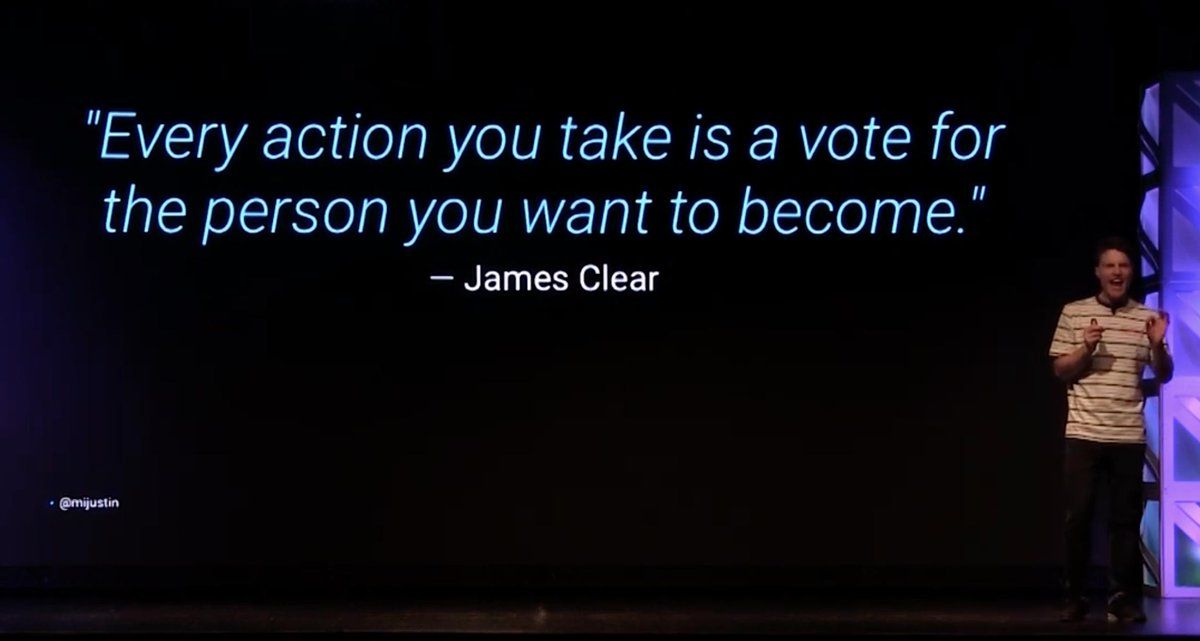 "Every action you take is a vote for
the person you want to become."
— James Clear
@mijustin